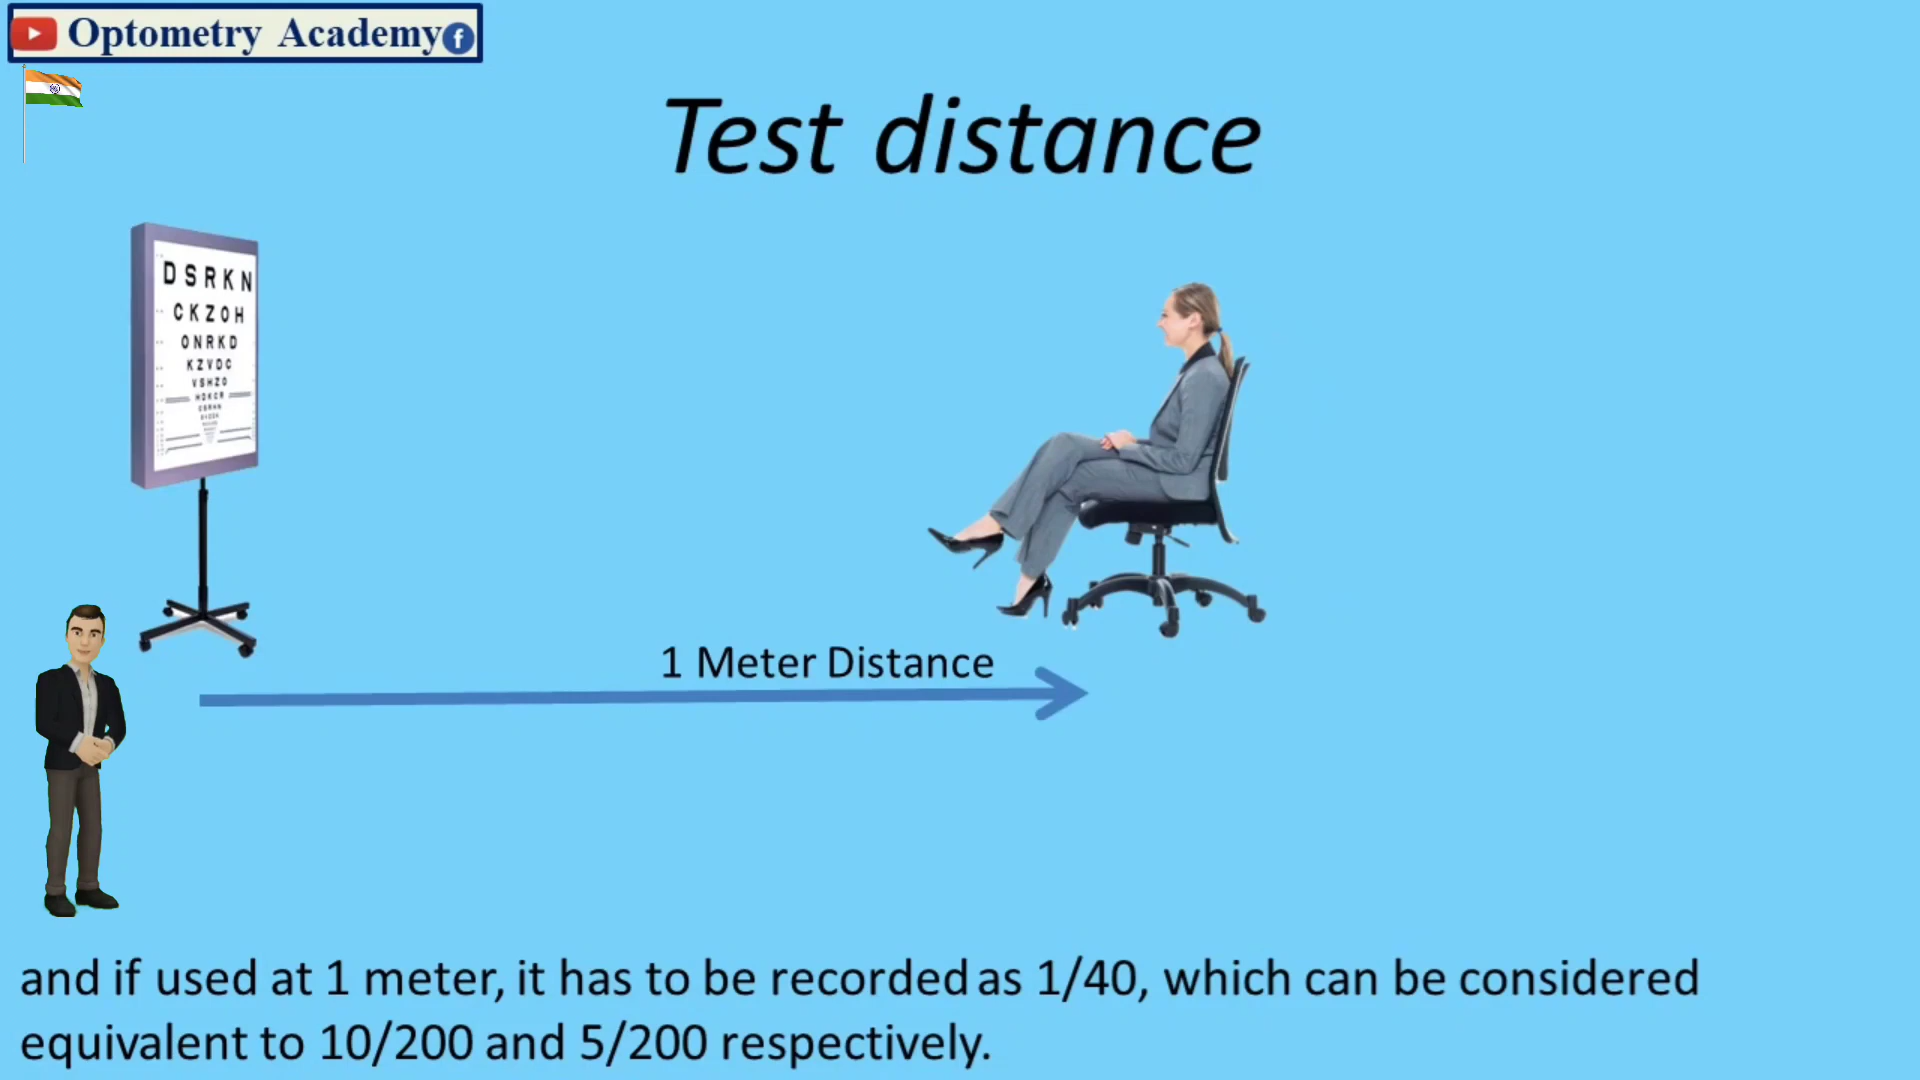 Optometry Academy
Test distance
DSRKN
CKZOH
ONRKD
KZVDC
VSHZO
HDKCR
1 Meter Distance
and if used at 1 meter, it has to be recorded as 1/40, which can be considered
equivalent to 10/200 and 5/200 respectively.